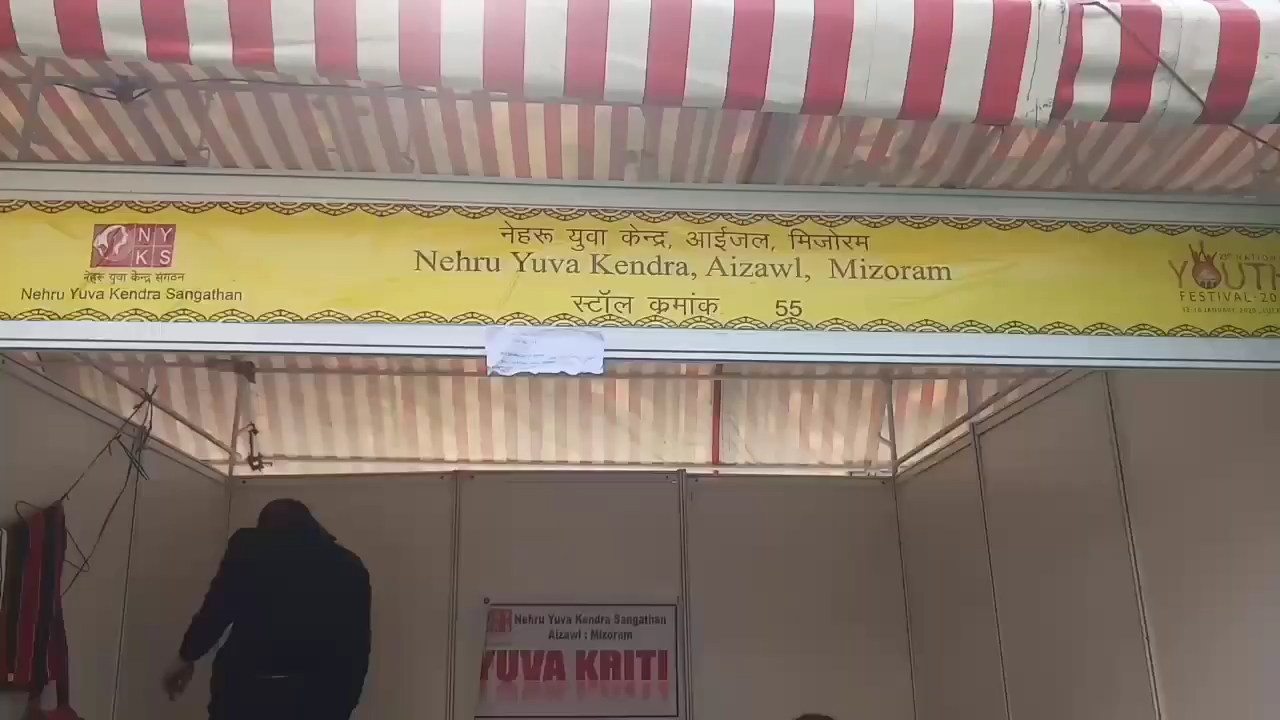 NY
KS
नेहरू युवा केन्द्र संगठन
Nehru Yuva Kendra Sangathan
नेहरू युवा केन्द्र, आईजल, मिजोरम
Nehru Yuva Kendra, Aizawl, Mizoram
स्टॉल कमांक 55
YOUTH
FESTIVAL-20
Nehru Yuva Kendra Sangathan
Aizawl : Mizoram
YUVA KRITI